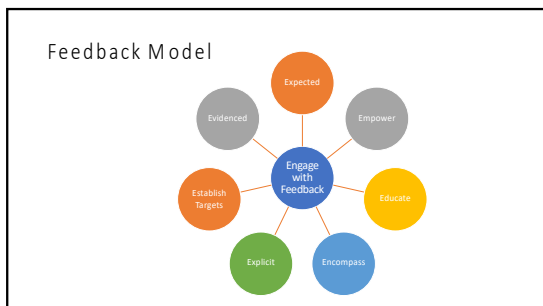 Feedback Model
Expected
Evidenced
Empower
Engage
with
Feedback
Establish
Targets
Educate
Explicit
Encompass